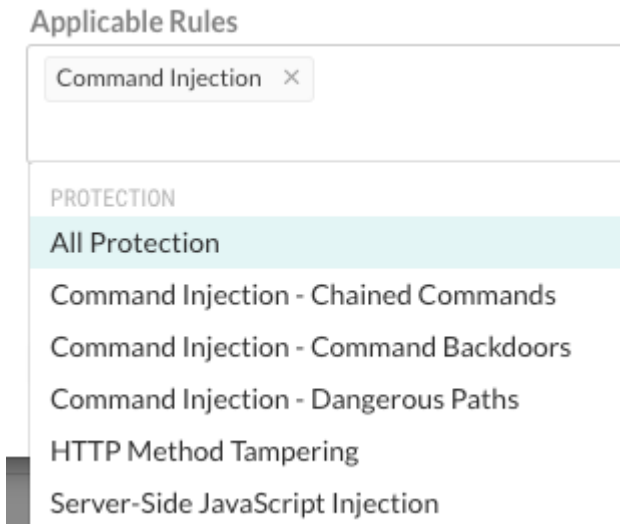 Applicable Rules
Command Injection ×
PROTECTION
All Protection
Command Injection - Chained Commands
Command Injection - Command Backdoors
Command Injection - Dangerous Paths
HTTP Method Tampering
Server-Side JavaScript Injection